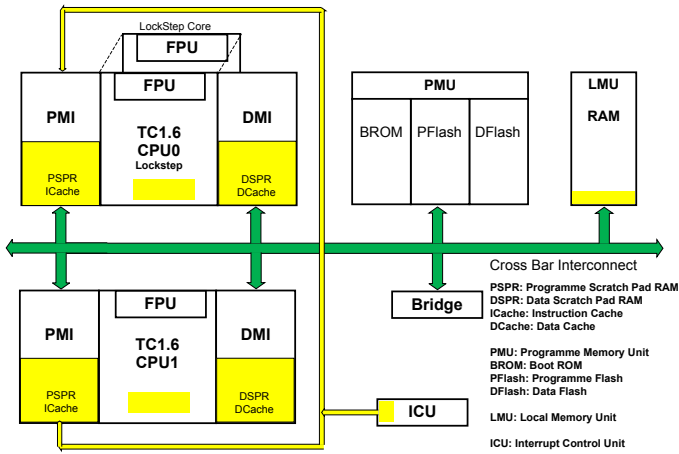 LockStep Core
FPU
FPU
PMI
DMI
TC1.6
CPU0
Lockstep
PSPR
ICache
DSPR
DCache
PMU
BROM
PFlash
DFlash
LMU
RAM
Cross Bar Interconnect
PSPR: Programme Scratch Pad RAM
DSPR: Data Scratch Pad RAM
ICache: Instruction Cache
DCache: Data Cache
PMU: Programme Memory Unit
BROM: Boot ROM
PFlash: Programme Flash
DFlash: Data Flash
LMU: Local Memory Unit
ICU: Interrupt Control Unit
Bridge
FPU
PMI
DMI
TC1.6
CPU1
PSPR
ICache
DSPR
DCache
ICU